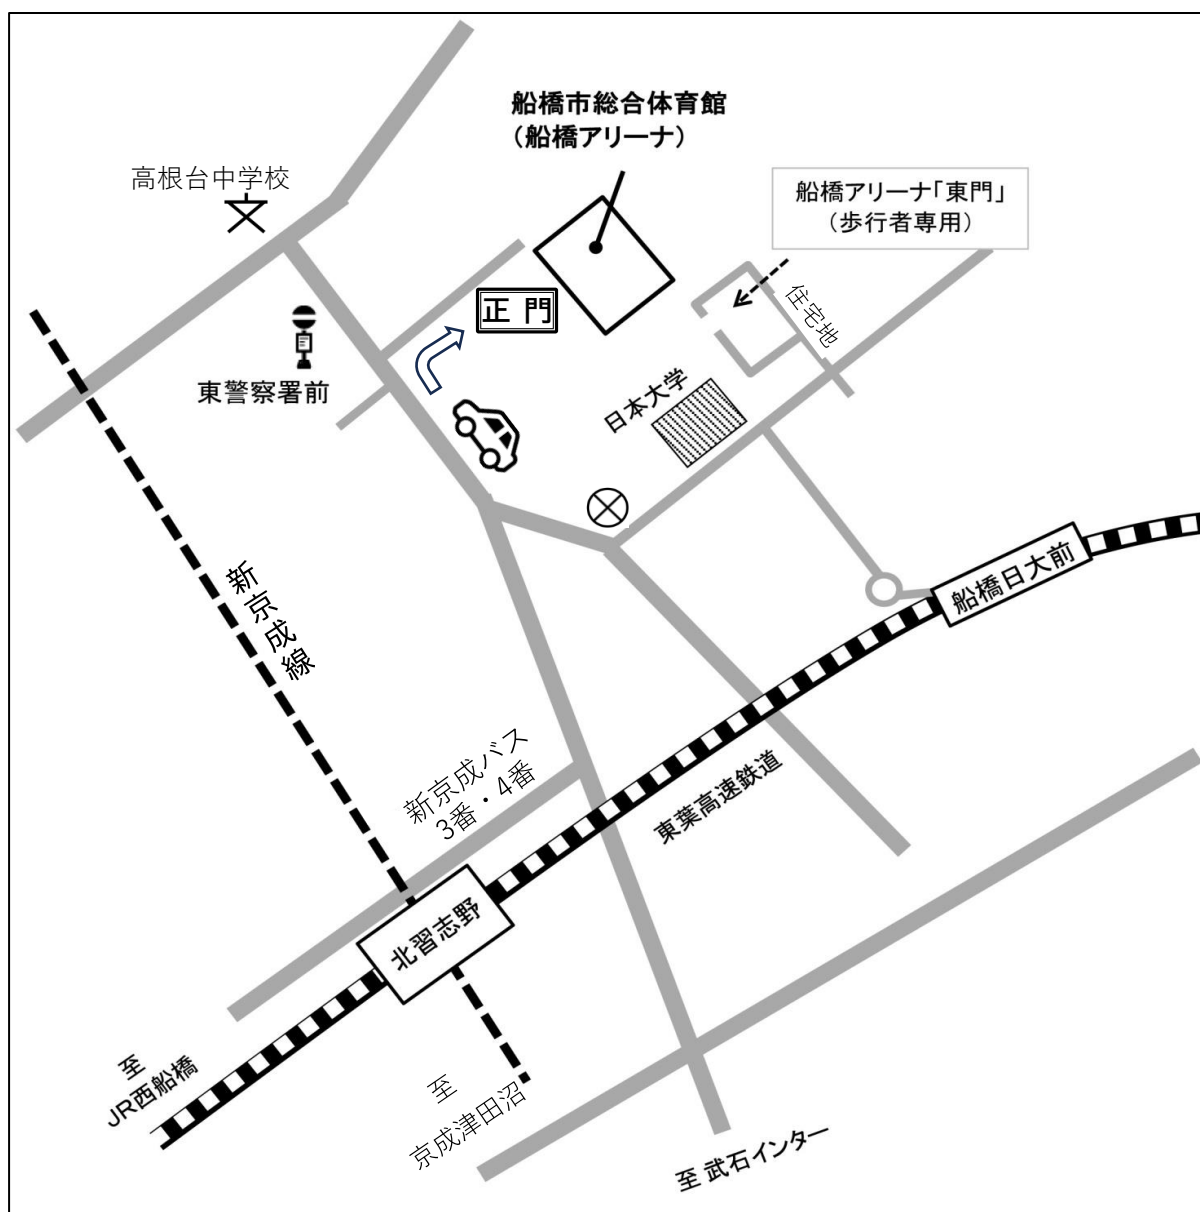 船橋市総合体育館
（船橋アリーナ）
高根台中学校
船橋アリーナ「東門」
（歩行者専用）
正 門
住宅地
東警察署前
日本大学
新京成線
船橋日大前
新京成バス
3番・4番
東葉高速鉄道
北習志野
至
JR西船橋
至
京成津田沼
至 武石インター